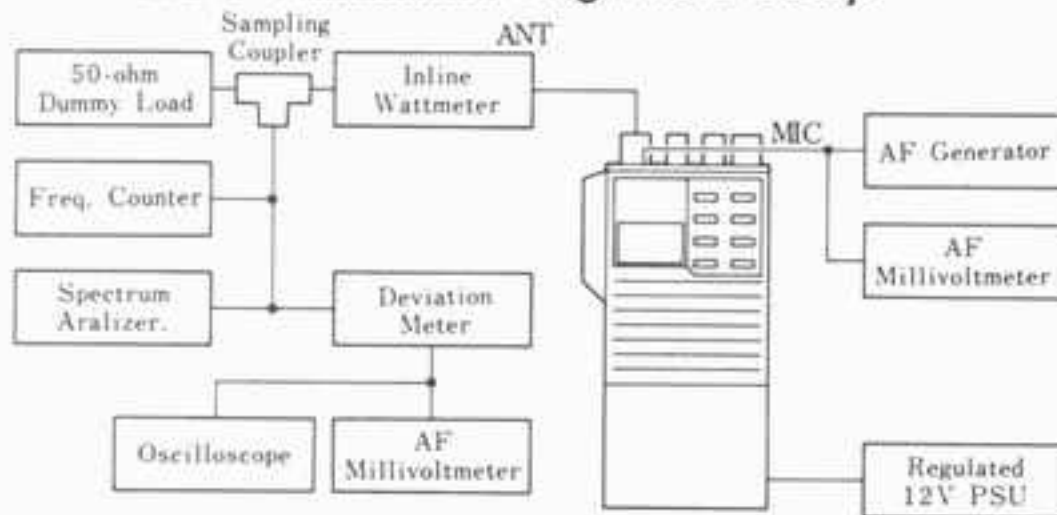 Sampling
Coupler
ANT
50-ohm
Dummy Load
Inline
Wattmeter
MIC
AF Generator
Freq. Counter
AF
Millivoltmeter
Spectrum
Aralizer.
Deviation
Meter
Oscilloscope
AF
Millivoltmeter
Regulated
12V PSU